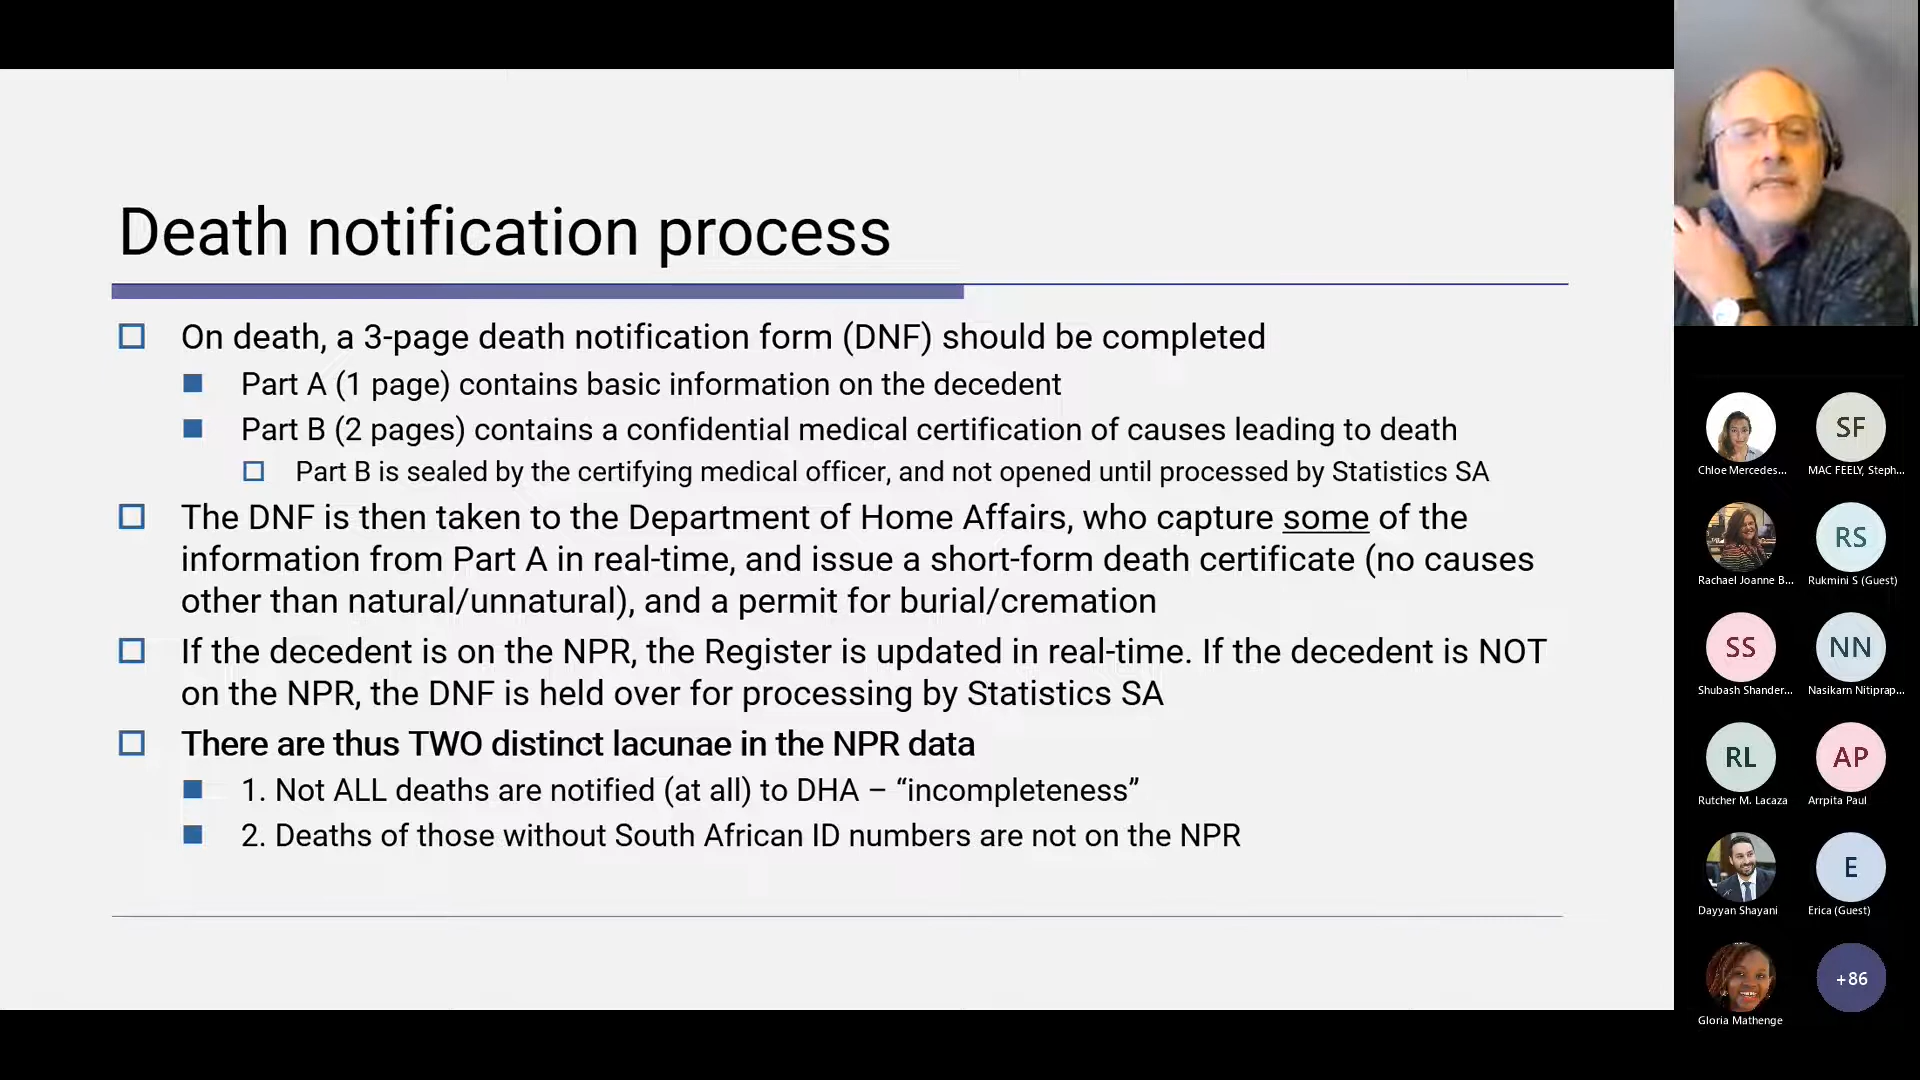 Death notification process
On death, a 3-page death notification form (DNF) should be completed
Part A (1 page) contains basic information on the decedent
Part B (2 pages) contains a confidential medical certification of causes leading to death
Part B is sealed by the certifying medical officer, and not opened until processed by Statistics SA
The DNF is then taken to the Department of Home Affairs, who capture some of the
information from Part A in real-time, and issue a short-form death certificate (no causes
other than natural/unnatural), and a permit for burial/cremation
If the decedent is on the NPR, the Register is updated in real-time. If the decedent is NOT
on the NPR, the DNF is held over for processing by Statistics SA
There are thus TWO distinct lacunae in the NPR data
1. Not ALL deaths are notified (at all) to DHA – “incompleteness”
2. Deaths of those without South African ID numbers are not on the NPR
SF
Chloe Mercedes...
MAC FEELY, Steph...
RS
Rachael Joanne B...
Rukmini S (Guest)
SS
NN
Shubash Shander...
Nasikarn Nitiprap...
RL
AP
Rutcher M. Lacaza
Arrpita Paul
E
Dayyan Shayani
Erica (Guest)
+86
Gloria Mathenge